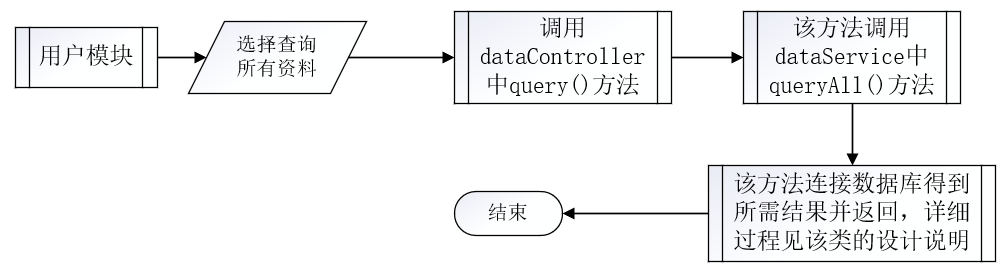 用户模块
选择查询
所有资料
调用
dataController
中query()方法
该方法调用
dataService中
queryAll()方法
该方法连接数据库得到
所需结果并返回，详细
过程见该类的设计说明
结束